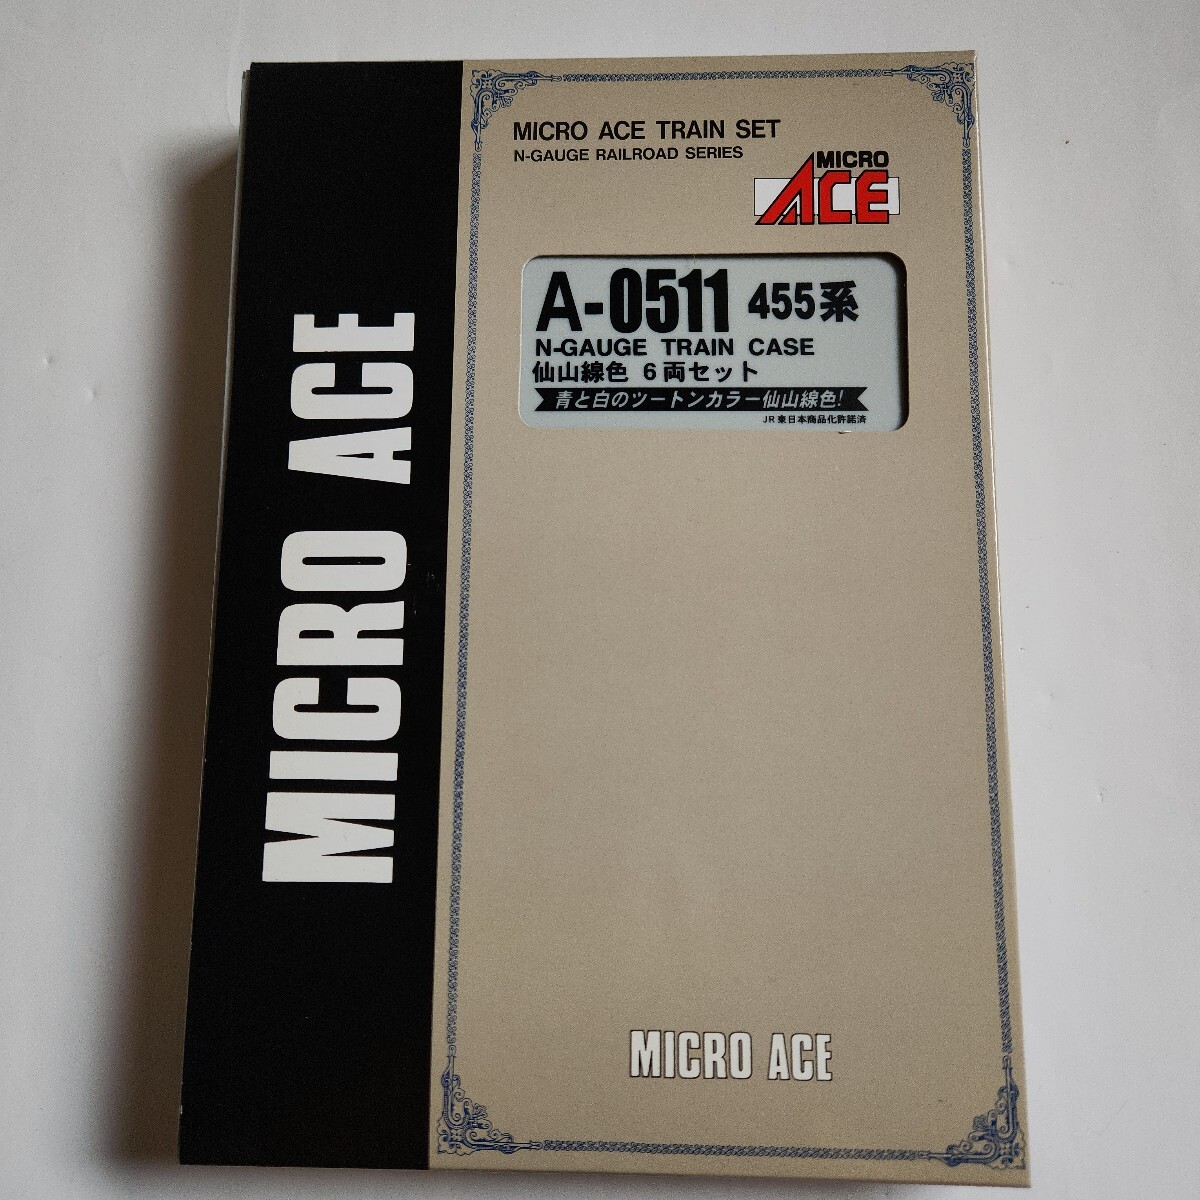 MICRO ACE
MICRO ACE TRAIN SET
N-GAUGE RAILROAD SERIES
MICRO
ACE
A-0511 455系
N-GAUGE TRAIN CASE
仙山線色 6両セット
青と白のツートンカラー仙山線色!
JR東日本商品化許諾済
MICRO ACE